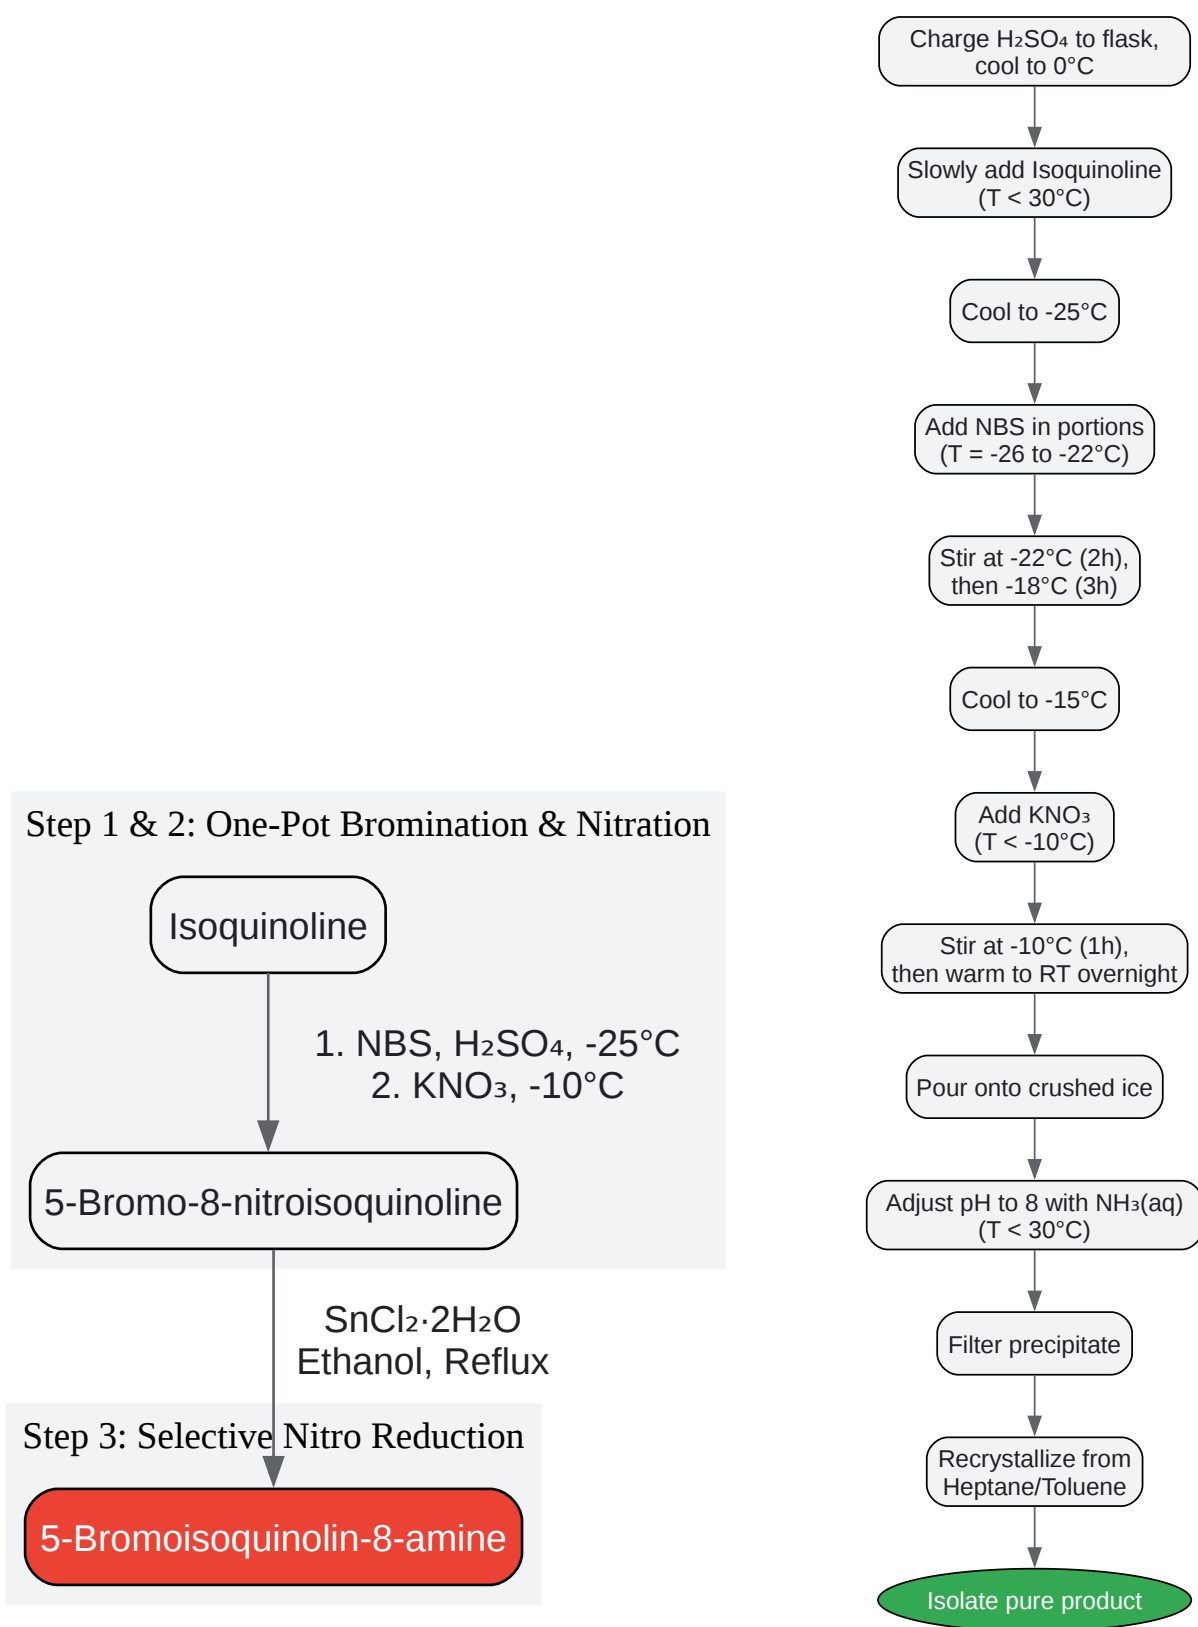 Charge H₂SO₄ to flask,
cool to 0°C
Slowly add Isoquinoline
(T < 30°C)
Cool to -25°C
Add NBS in portions
(T = -26 to -22°C)
Stir at -22°C (2h),
then -18°C (3h)
Cool to -15°C
Add KNO₃
(T < -10°C)
Stir at -10°C (1h),
then warm to RT overnight
Pour onto crushed ice
Adjust pH to 8 with NH₃(aq)
(T < 30°C)
Filter precipitate
Recrystallize from
Heptane/Toluene
Isolate pure product
Step 1 & 2: One-Pot Bromination & Nitration
Isoquinoline
1. NBS, H₂SO₄, -25°C
2. KNO₃, -10°C
5-Bromo-8-nitroisoquinoline
SnCl₂·2H₂O
Ethanol, Reflux
Step 3: Selective Nitro Reduction
5-Bromoisoquinolin-8-amine